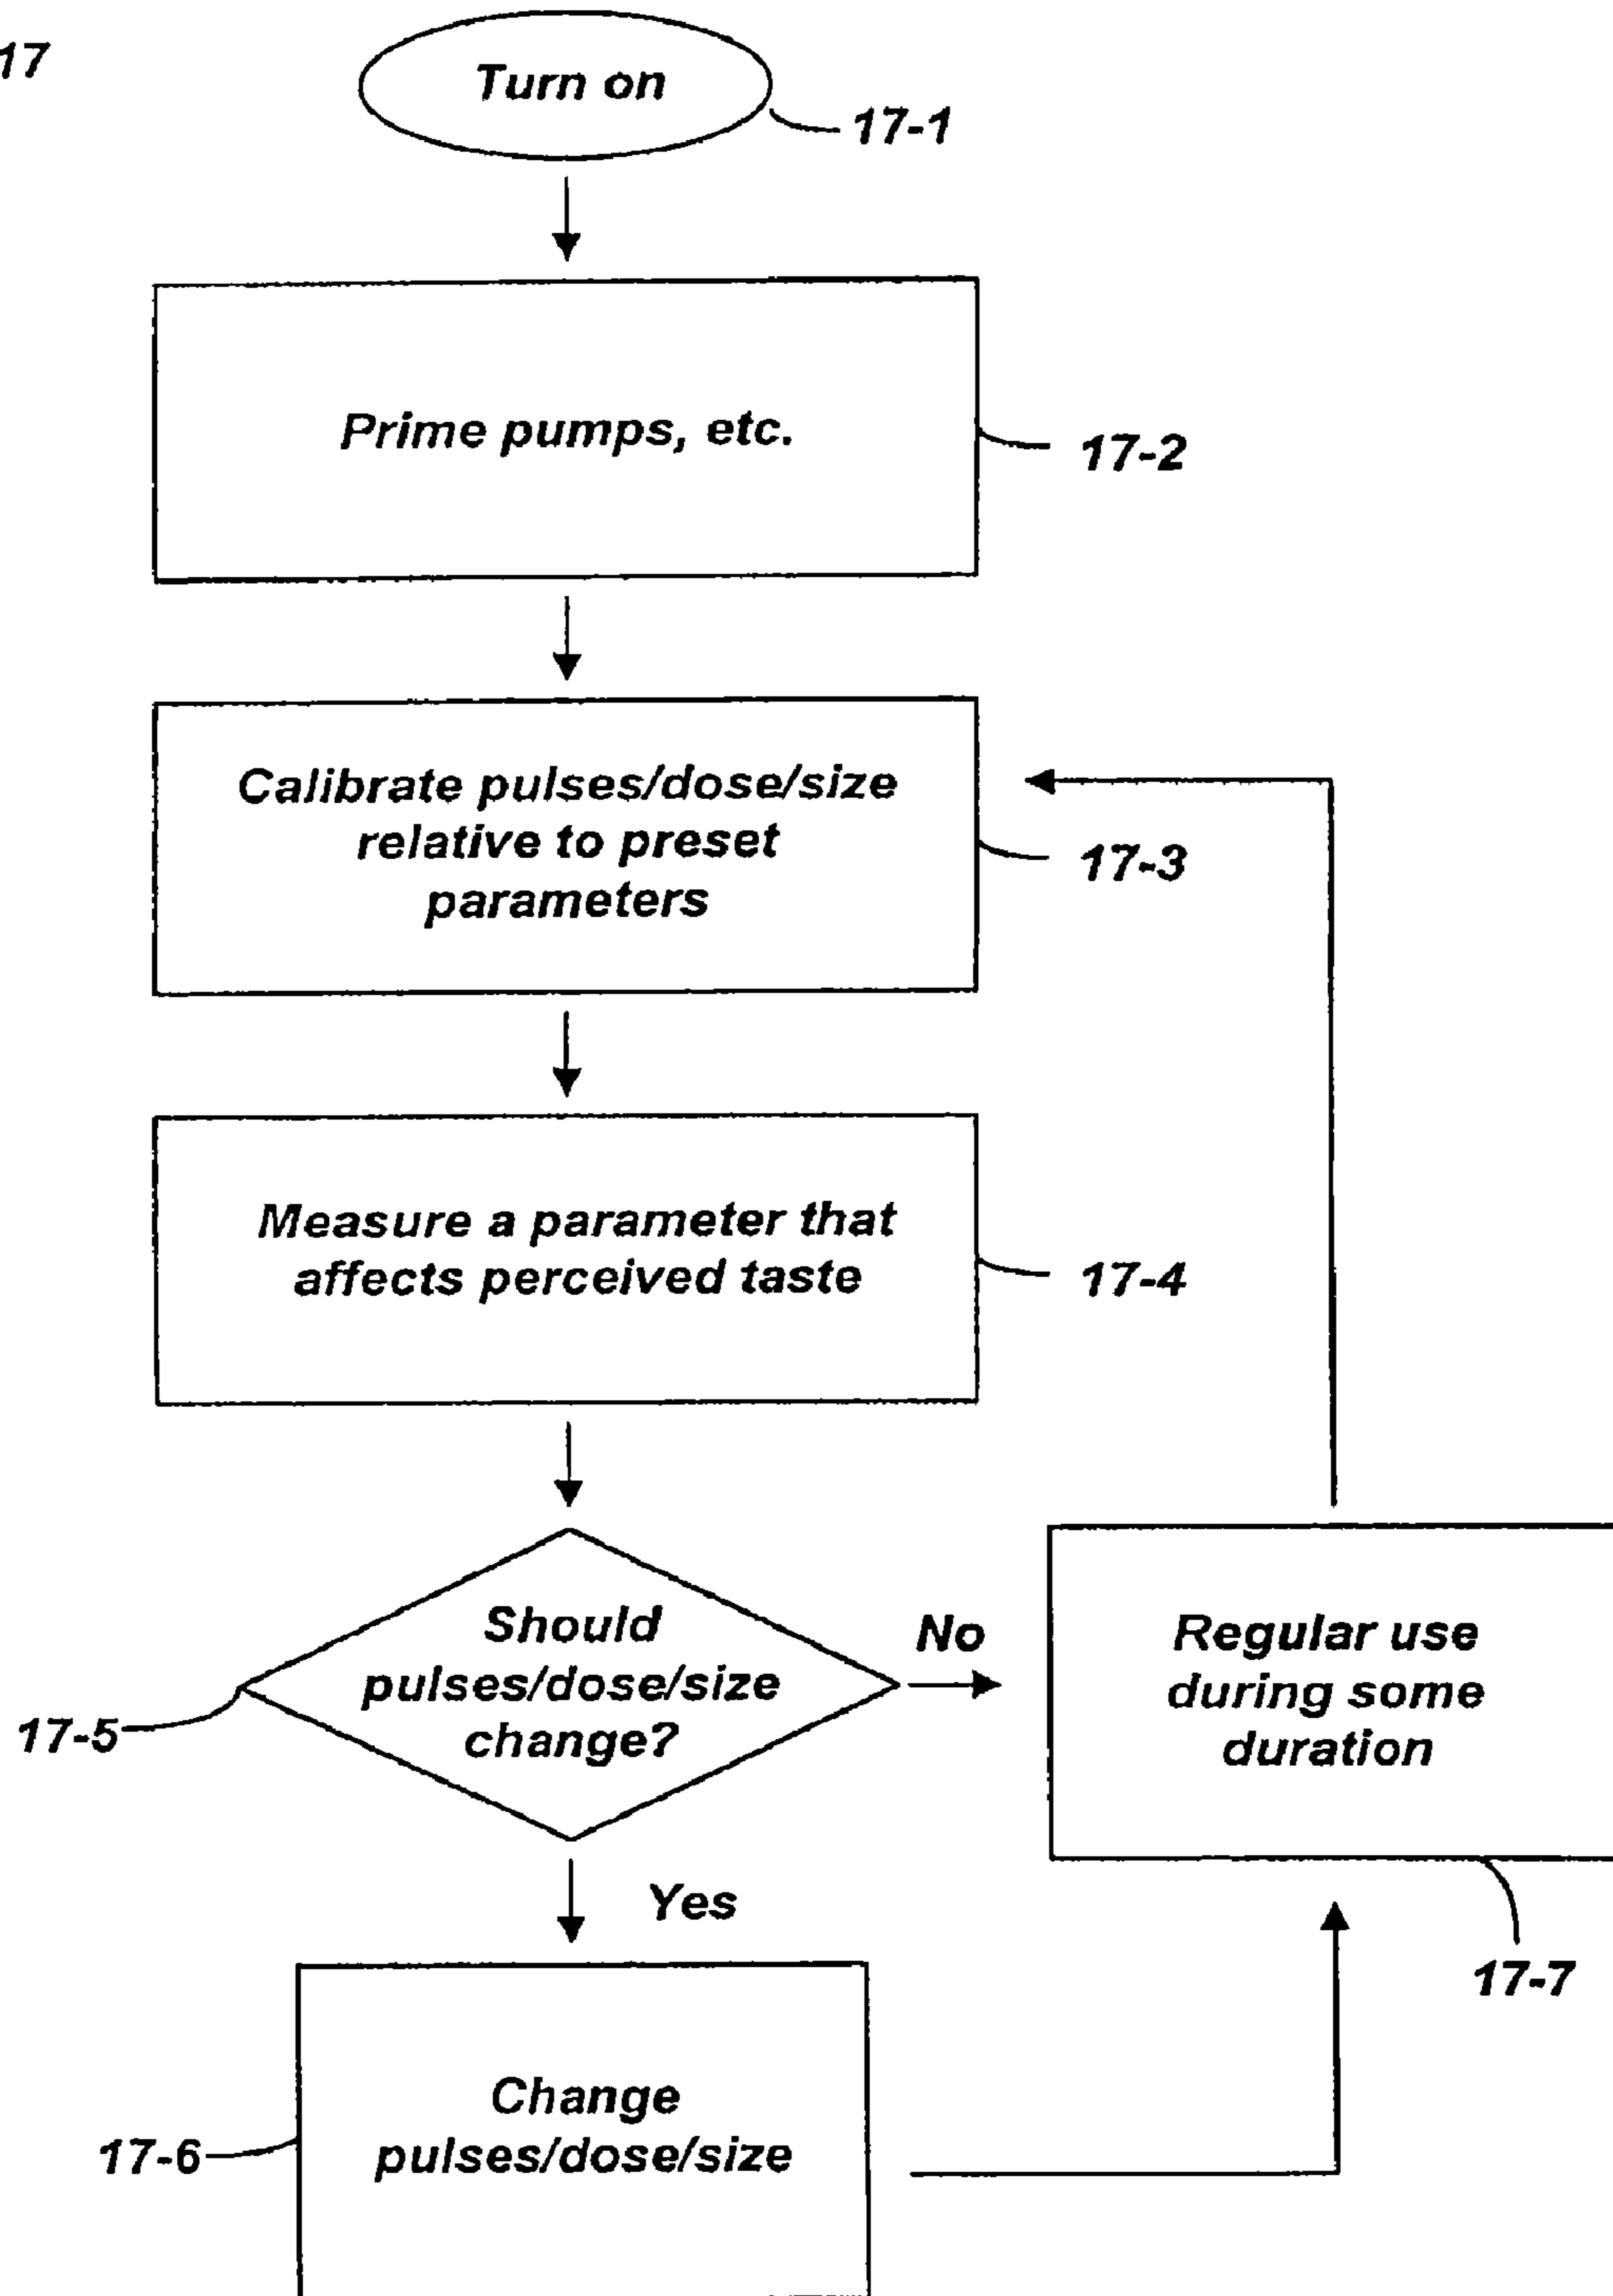 17
Turn on
17-1
Prime pumps, etc.
17-2
Calibrate pulses/dose/size
relative to preset
parameters
17-3
Measure a parameter that
affects perceived taste
17-4
Should
pulses/dose/size
change?
17-5
No
Regular use
during some
duration
17-7
Yes
Change
pulses/dose/size
17-6